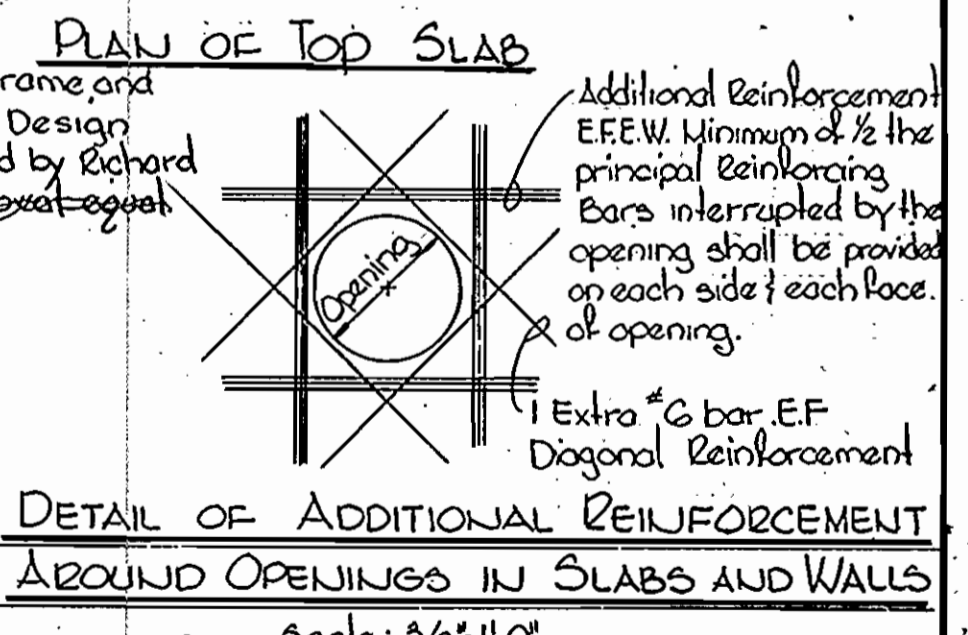 PLAN OF TOP SLAB
rame, and
Design
d by Richard
equal
Additional Reinforcement
E.F.E.W. Minimum of ½ the
principal Reinforcing
Bars interrupted by the
opening shall be provided
on each side & each face.
of opening.
Opening
1 Extra #6 bar E.F
Diagonal Reinforcement
DETAIL OF ADDITIONAL REINFORCEMENT
AROUND OPENINGS IN SLABS AND WALLS
Scale: